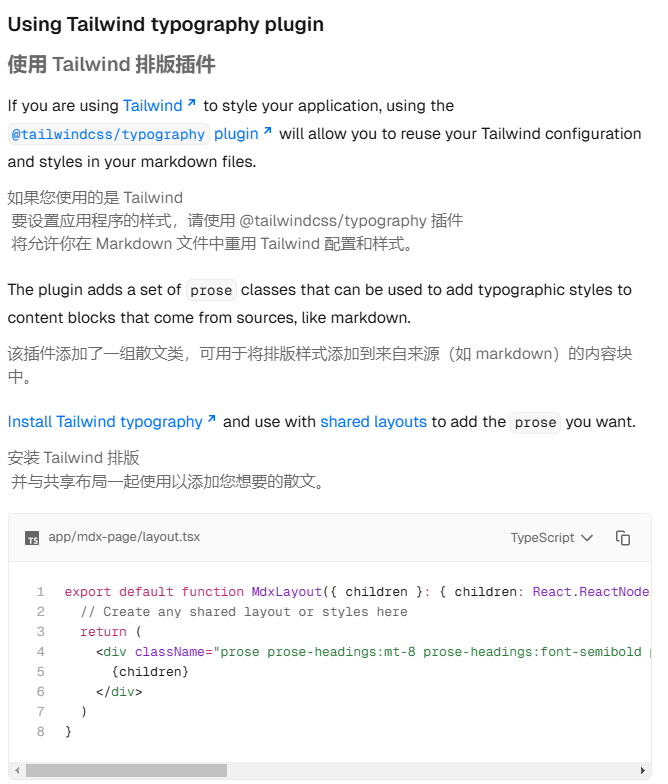 Using Tailwind typography plugin
使用 Tailwind 排版插件
If you are using Tailwind ↗ to style your application, using the
@tailwindcss/typography plugin ↗ will allow you to reuse your Tailwind configuration
and styles in your markdown files.
如果您使用的是 Tailwind
要设置应用程序的样式，请使用 @tailwindcss/typography 插件
将允许你在 Markdown 文件中重用 Tailwind 配置和样式。
The plugin adds a set of prose classes that can be used to add typographic styles to
content blocks that come from sources, like markdown.
该插件添加了一组散文类，可用于将排版样式添加到来自来源（如 markdown）的内容块
中。
Install Tailwind typography ↗ and use with shared layouts to add the prose you want.
安装 Tailwind 排版
并与共享布局一起使用以添加您想要的散文。
TS app/mdx-page/layout.tsx TypeScript
1 export default function MdxLayout({ children }: { children: React.ReactNode
2 // Create any shared layout or styles here
3 return (
4 <div className="prose prose-headings:mt-8 prose-headings:font-semibold
5 {children}
6 </div>
7 )
8 }